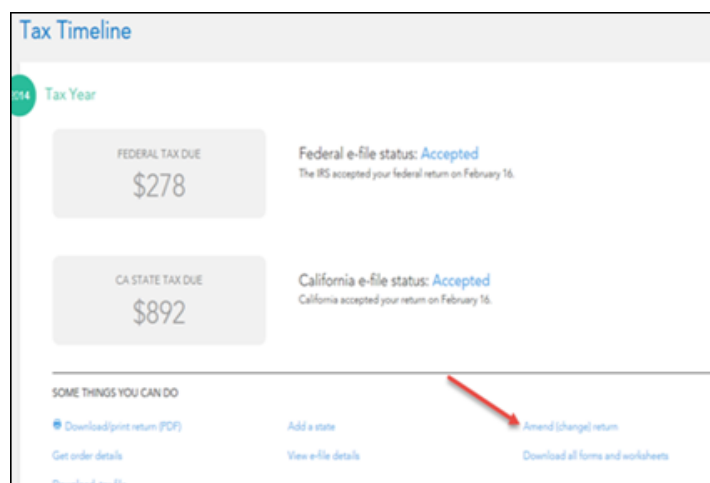 Tax Timeline
2014 Tax Year
FEDERAL TAX DUE
$278
Federal e-file status: Accepted
The IRS accepted your federal return on February 16.
CA STATE TAX DUE
$892
California e-file status: Accepted
California accepted your return on February 16.
SOME THINGS YOU CAN DO
Download/print return (PDF)
Add a state
Amend (change) return
Get order details
View e-file details
Download all forms and worksheets